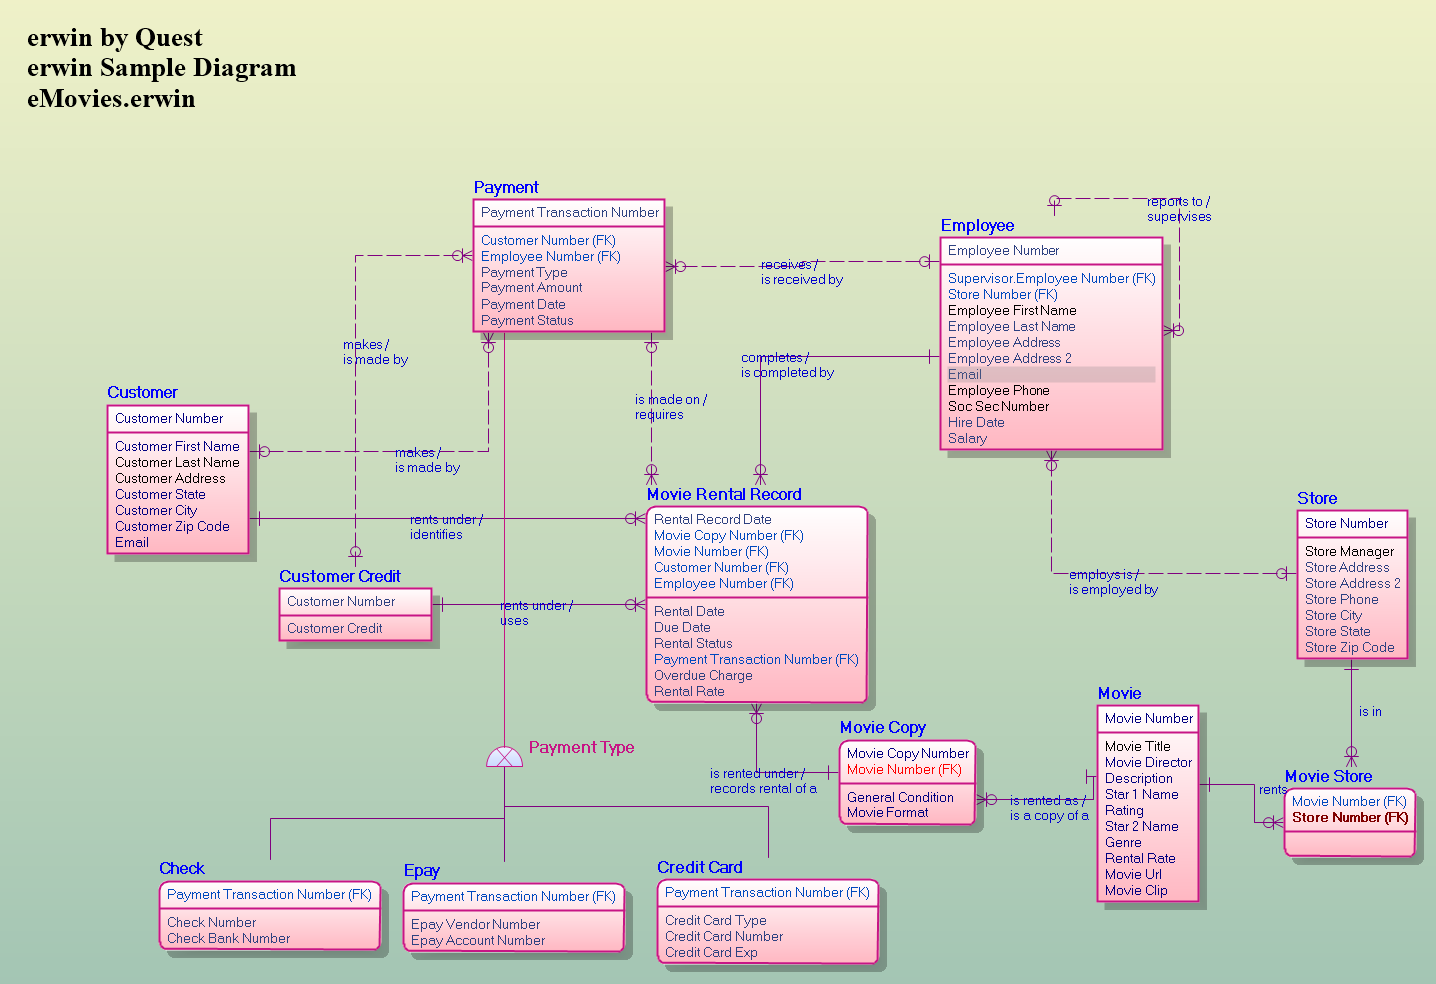 erwin by Quest
erwin Sample Diagram
eMovies.erwin
Payment
Payment Transaction Number
Customer Number (FK)
Employee Number (FK)
Payment Type
Payment Amount
Payment Date
Payment Status
Employee
Employee Number
Supervisor.Employee Number (FK)
Store Number (FK)
Employee First Name
Employee Last Name
Employee Address
Employee Address 2
Email
Employee Phone
Soc Sec Number
Hire Date
Salary
reports to /
supervises
receives /
is received by
makes /
is made by
completes /
is completed by
is made on /
requires
Customer
Customer Number
Customer First Name
Customer Last Name
Customer Address
Customer State
Customer City
Customer Zip Code
Email
makes /
is made by
rents under /
identifies
Customer Credit
Customer Number
Customer Credit
rents under /
uses
Movie Rental Record
Rental Record Date
Movie Copy Number (FK)
Movie Number (FK)
Customer Number (FK)
Employee Number (FK)
Rental Date
Due Date
Rental Status
Payment Transaction Number (FK)
Overdue Charge
Rental Rate
employs is /
is employed by
Store
Store Number
Store Manager
Store Address
Store Address 2
Store Phone
Store City
Store State
Store Zip Code
is in
Movie
Movie Number
Movie Title
Movie Director
Description
Star 1 Name
Rating
Star 2 Name
Genre
Rental Rate
Movie Url
Movie Clip
Movie Copy
Movie Copy Number
Movie Number (FK)
General Condition
Movie Format
is rented under /
records rental of a
is rented as /
is a copy of a
rents
Movie Store
Movie Number (FK)
Store Number (FK)
Payment Type
Check
Payment Transaction Number (FK)
Check Number
Check Bank Number
Epay
Payment Transaction Number (FK)
Epay Vendor Number
Epay Account Number
Credit Card
Payment Transaction Number (FK)
Credit Card Type
Credit Card Number
Credit Card Exp